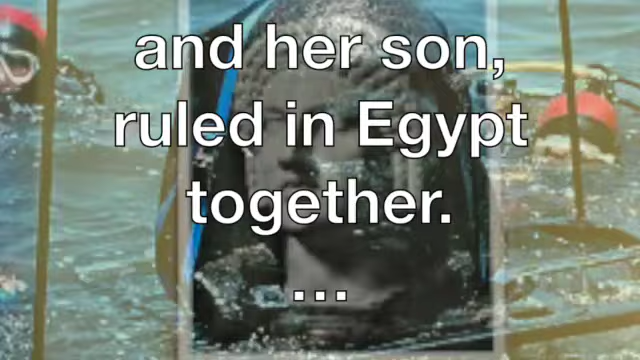 and her son,
ruled in Egypt
together.
...